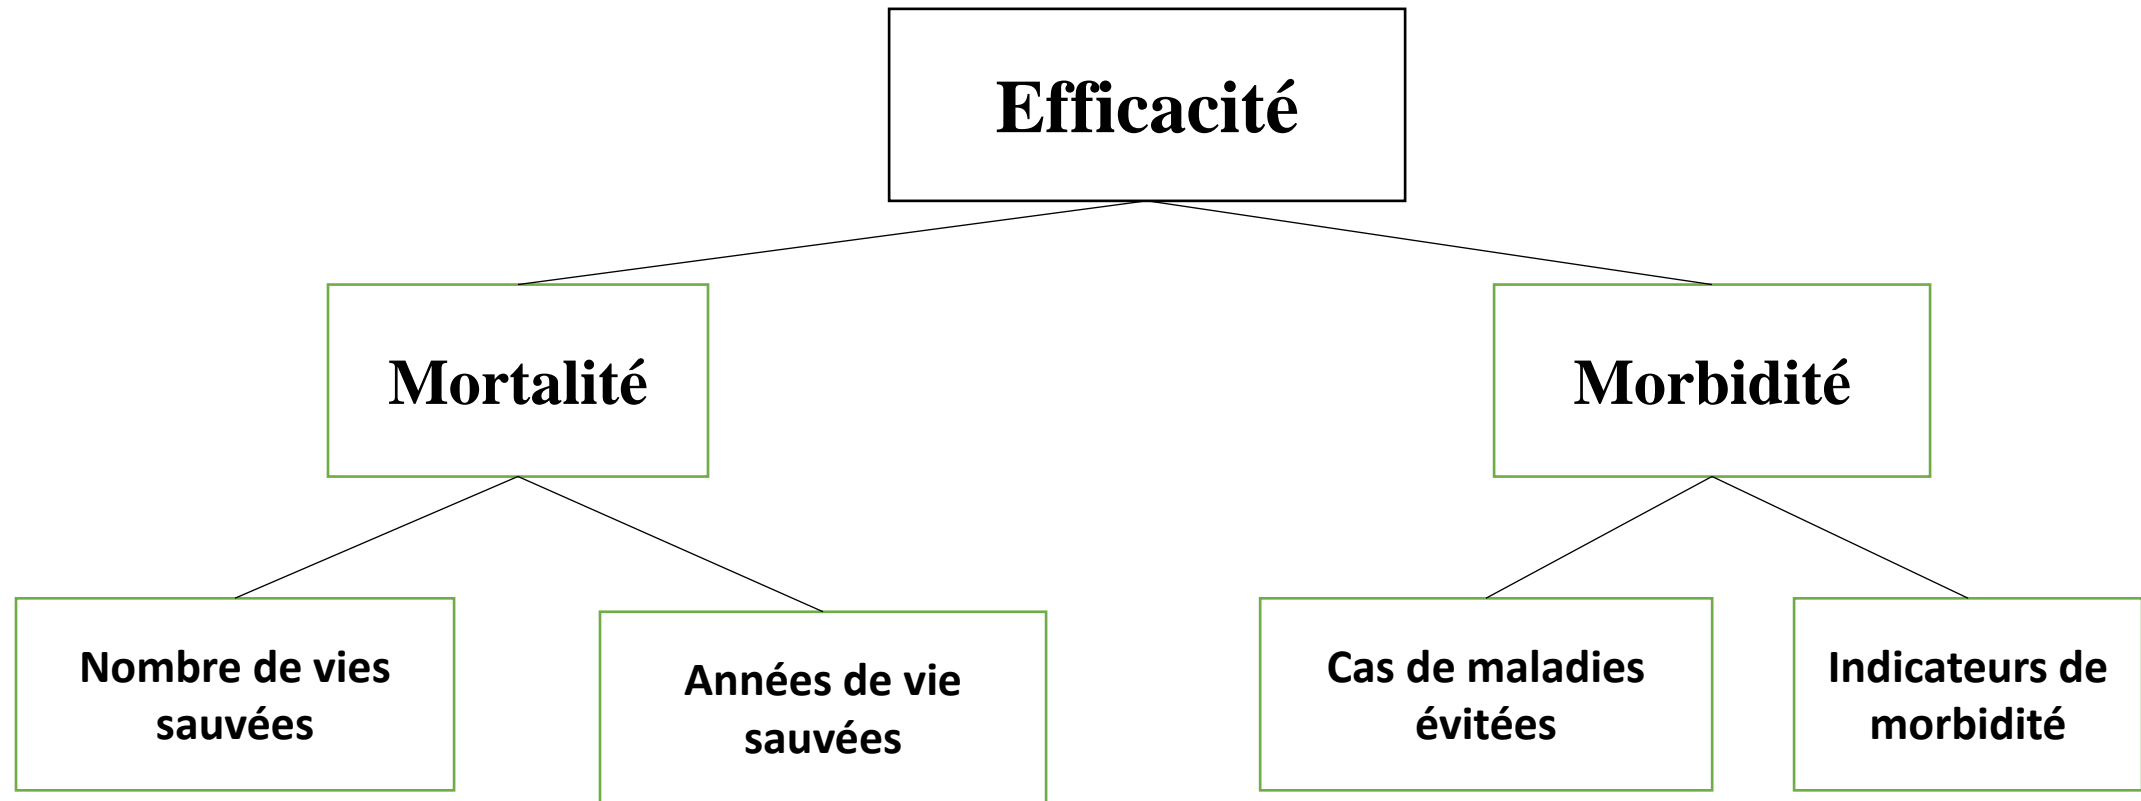 Efficacité
Mortalité
Morbidité
Nombre de vies
sauvées
Années de vie
sauvées
Cas de maladies
évitées
Indicateurs de
morbidité